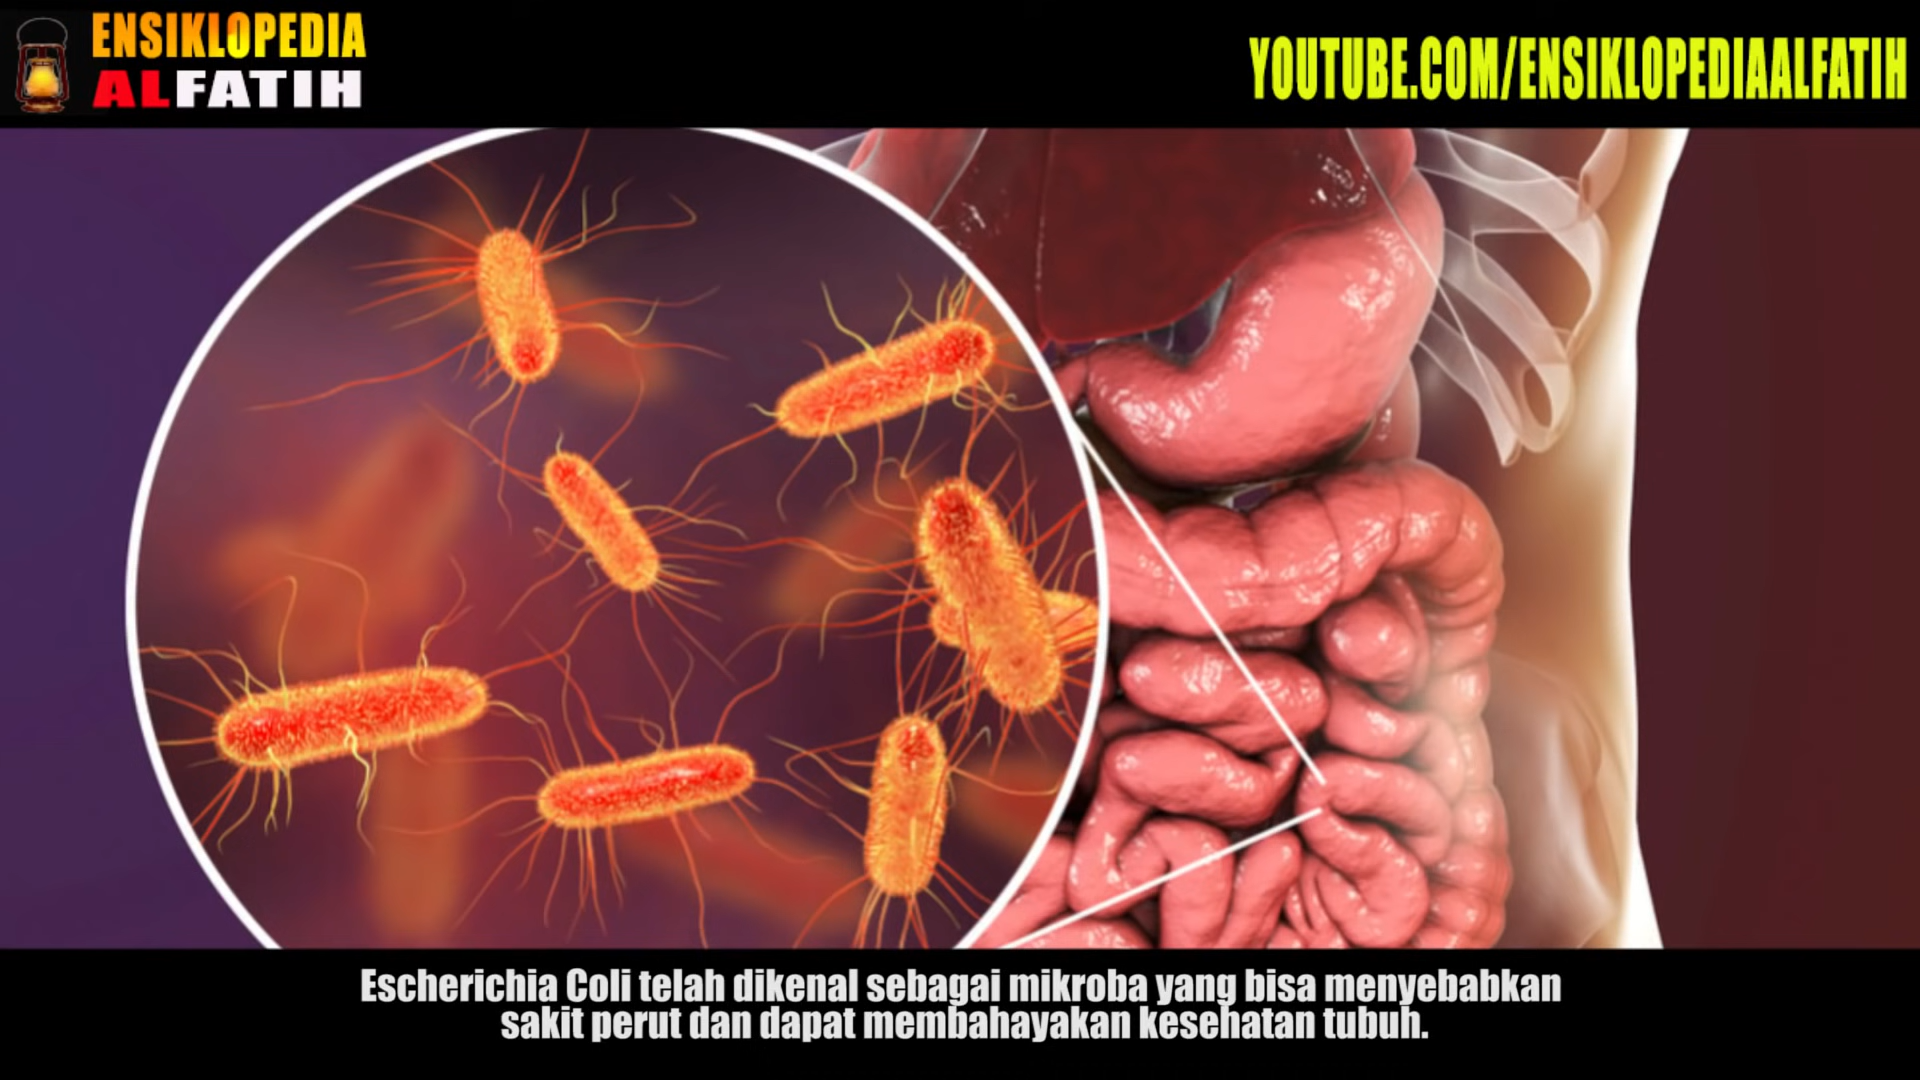 ENSIKLOPEDIA
ALFATIH
YOUTUBE.COM/ENSIKLOPEDIAALFATIH
Escherichia Coli telah dikenal sebagai mikroba yang bisa menyebabkan
sakit perut dan dapat membahayakan kesehatan tubuh.